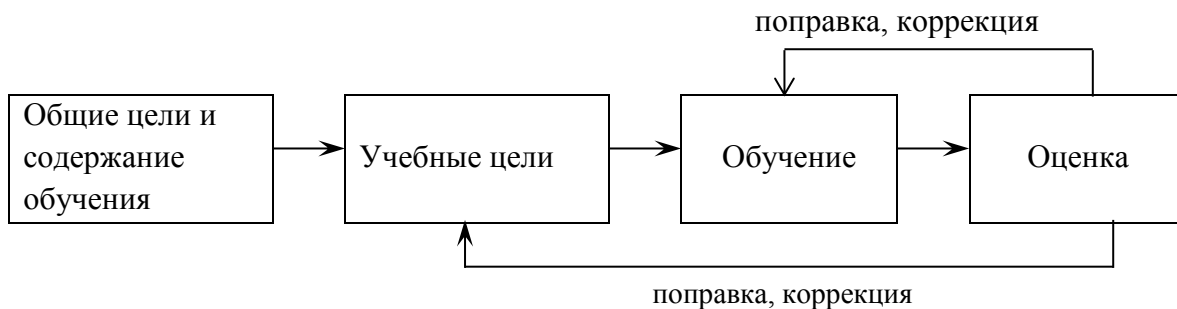 поправка, коррекция
Общие цели и
содержание
обучения
Учебные цели
Обучение
Оценка
поправка, коррекция